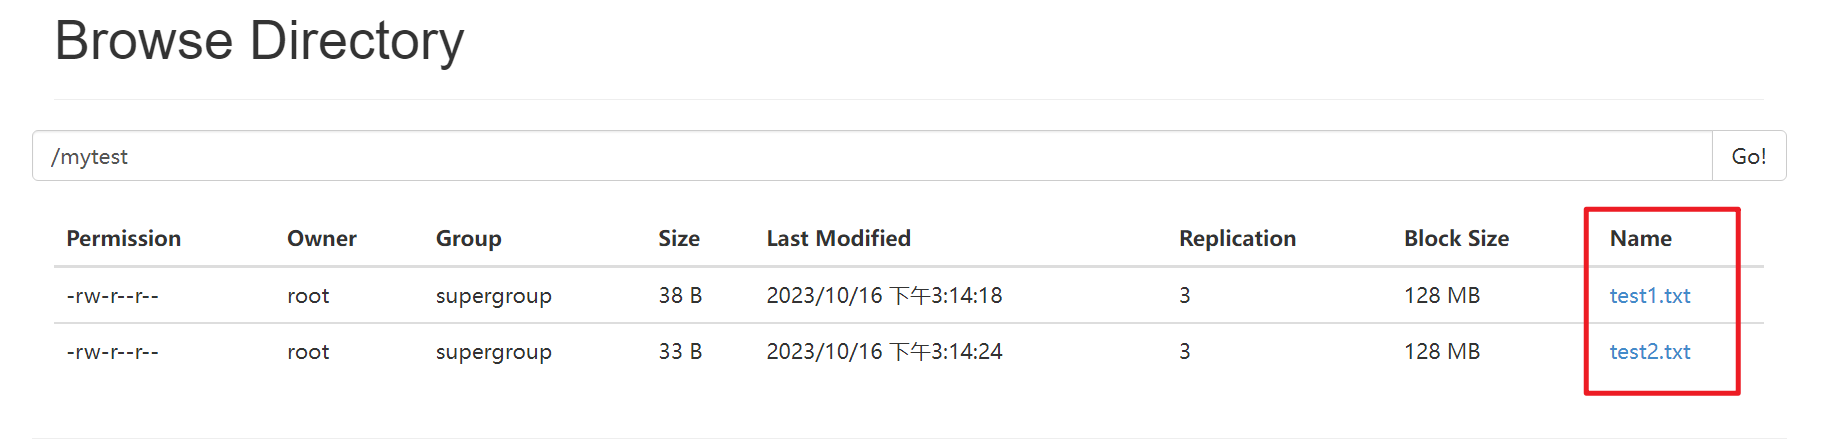 Browse Directory
/mytest Go!
Permission Owner Group Size Last Modified Replication Block Size Name
-rw-r--r-- root supergroup 38 B 2023/10/16 下午3:14:18 3 128 MB test1.txt
-rw-r--r-- root supergroup 33 B 2023/10/16 下午3:14:24 3 128 MB test2.txt